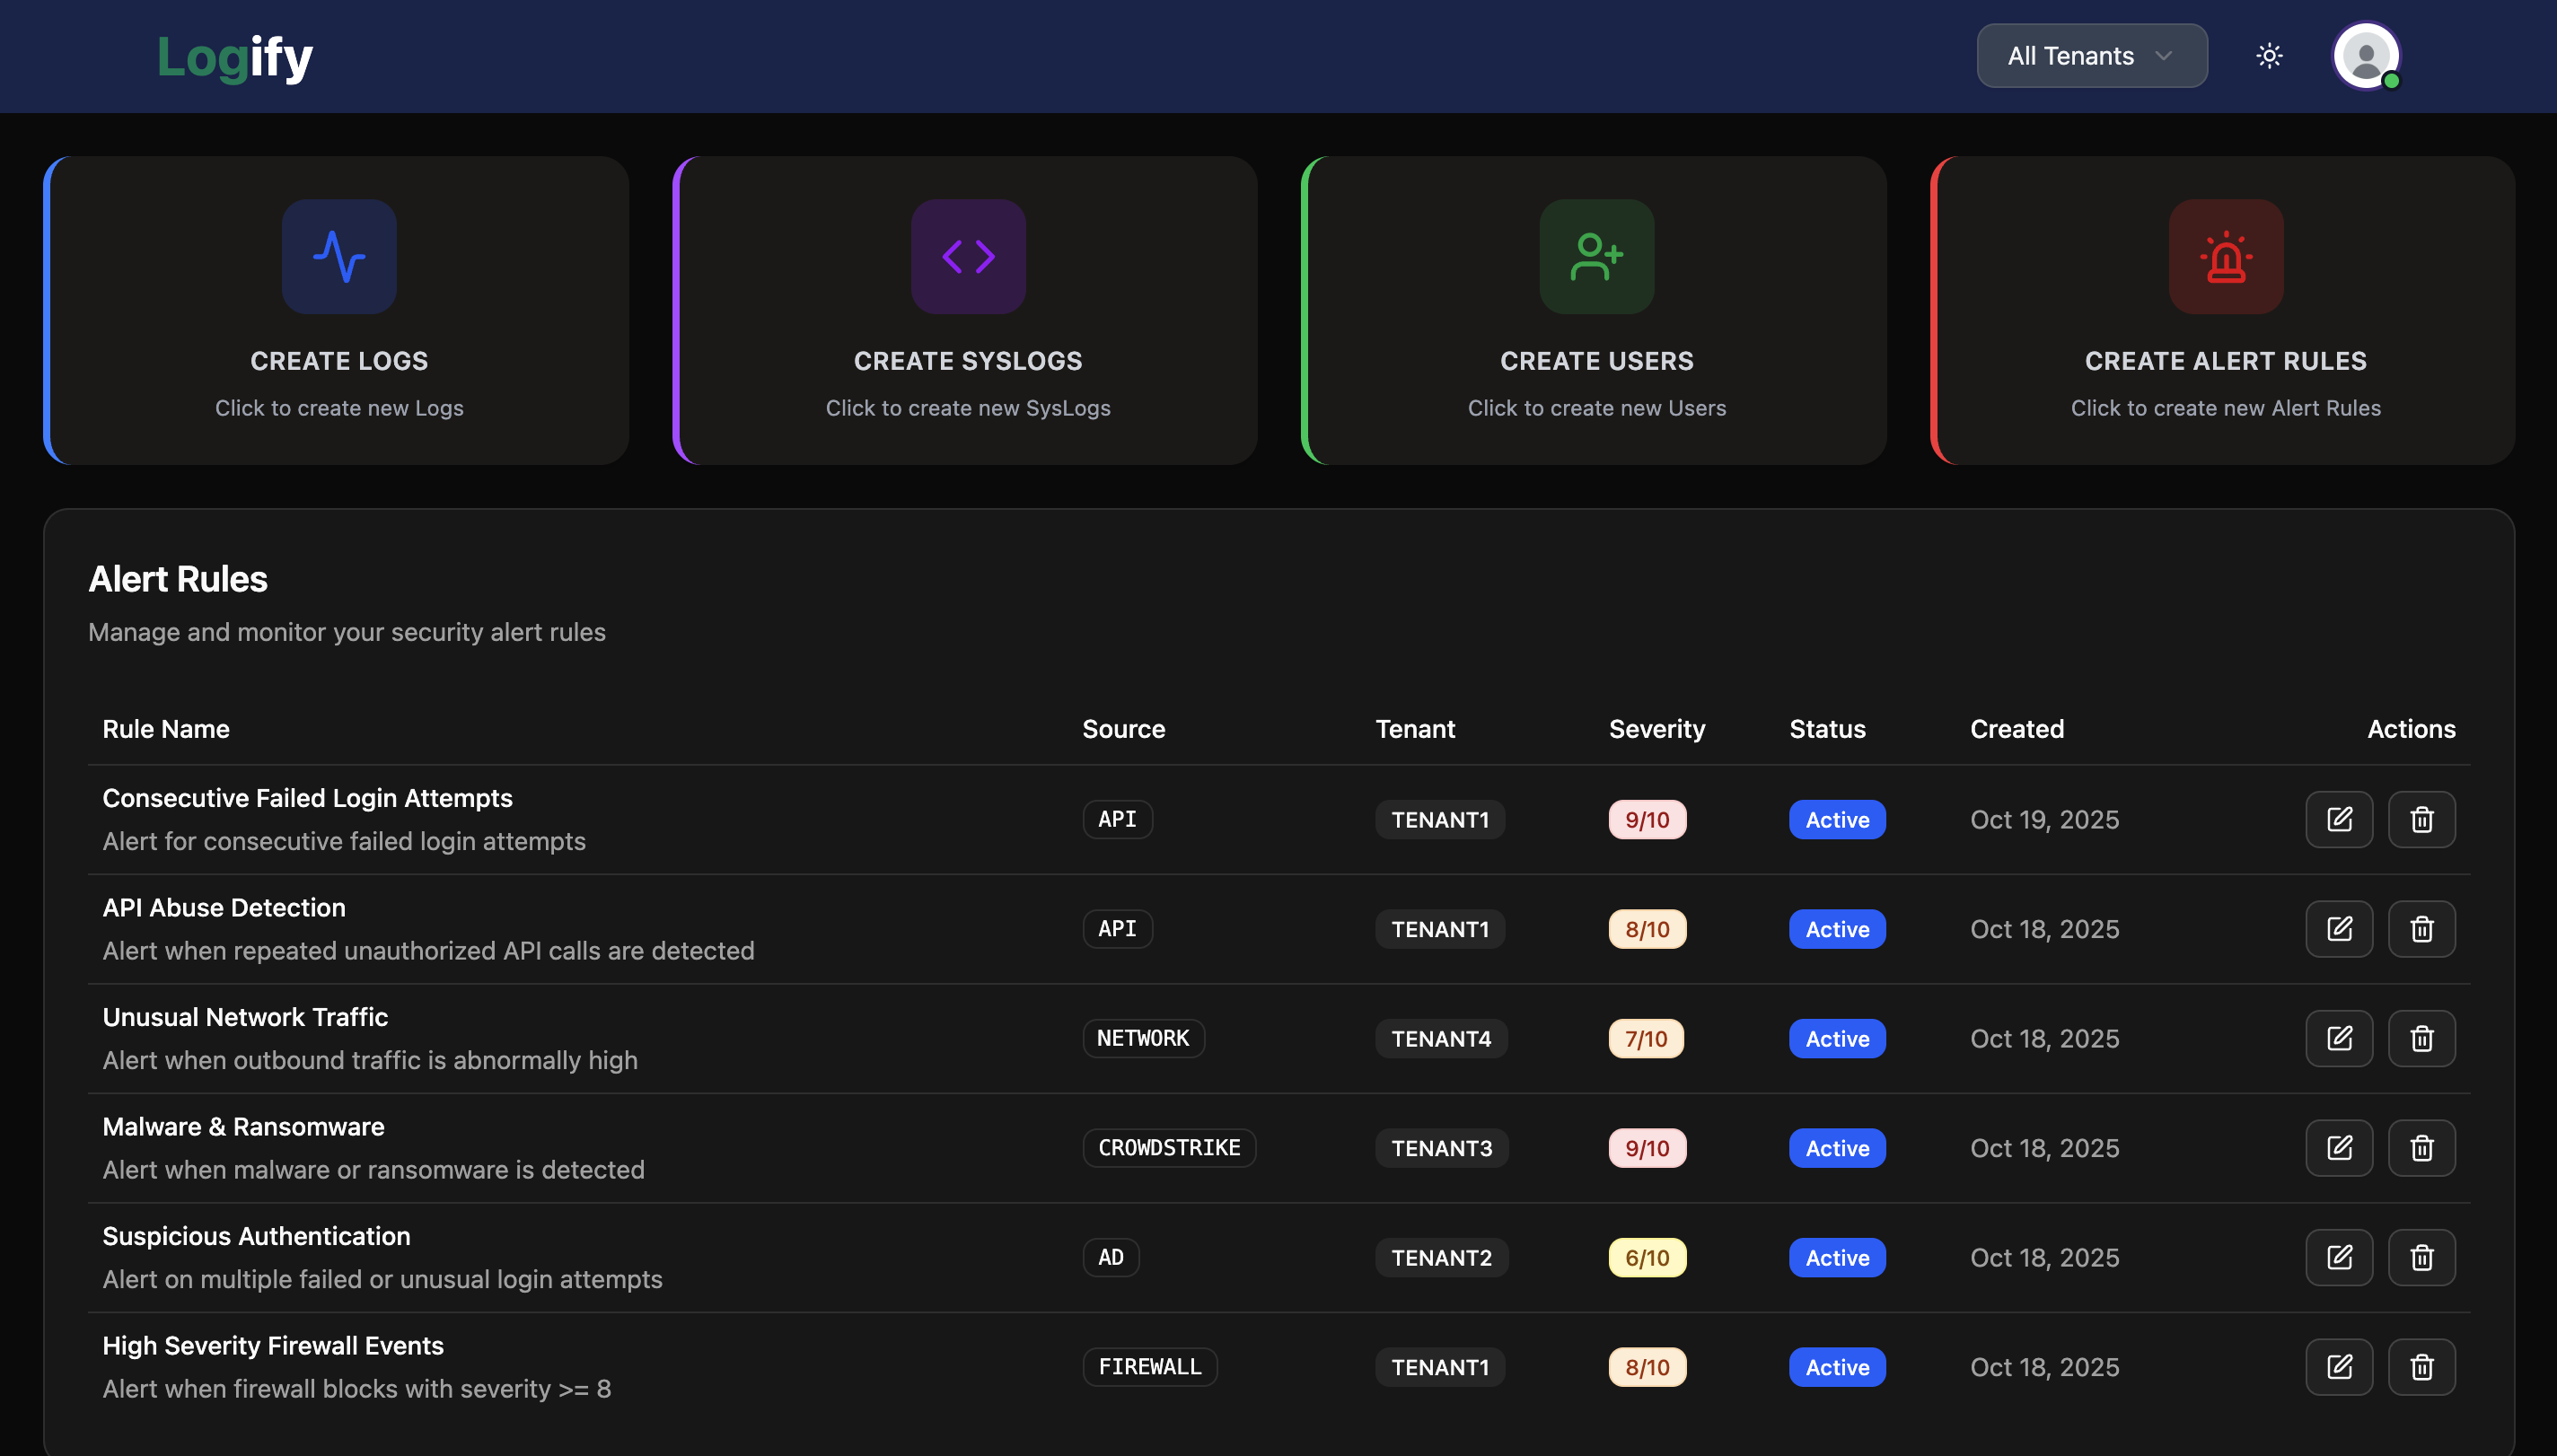 Logify
All Tenants
CREATE LOGS
Click to create new Logs
CREATE SYSLOGS
Click to create new SysLogs
CREATE USERS
Click to create new Users
CREATE ALERT RULES
Click to create new Alert Rules
Alert Rules
Manage and monitor your security alert rules
Rule Name Source Tenant Severity Status Created Actions
Consecutive Failed Login Attempts
Alert for consecutive failed login attempts
API TENANT1 9/10 Active Oct 19, 2025
API Abuse Detection
Alert when repeated unauthorized API calls are detected
API TENANT1 8/10 Active Oct 18, 2025
Unusual Network Traffic
Alert when outbound traffic is abnormally high
NETWORK TENANT4 7/10 Active Oct 18, 2025
Malware & Ransomware
Alert when malware or ransomware is detected
CROWDSTRIKE TENANT3 9/10 Active Oct 18, 2025
Suspicious Authentication
Alert on multiple failed or unusual login attempts
AD TENANT2 6/10 Active Oct 18, 2025
High Severity Firewall Events
Alert when firewall blocks with severity >= 8
FIREWALL TENANT1 8/10 Active Oct 18, 2025